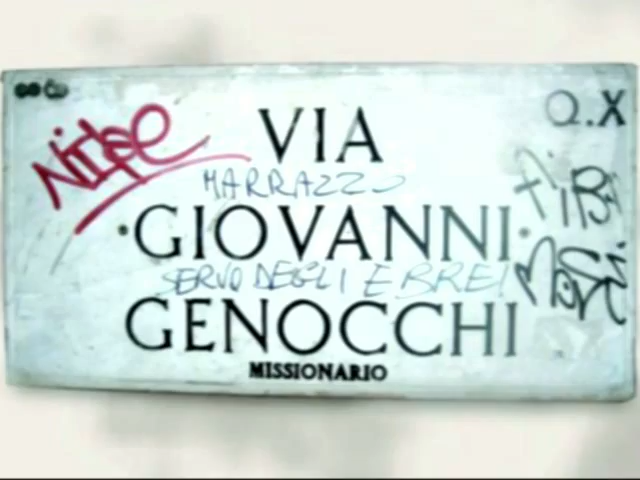 Q.X
VIA
MARRAZZO
·GIOVANNI·
SERVO DEGLI EBREI
GENOCCHI
MISSIONARIO